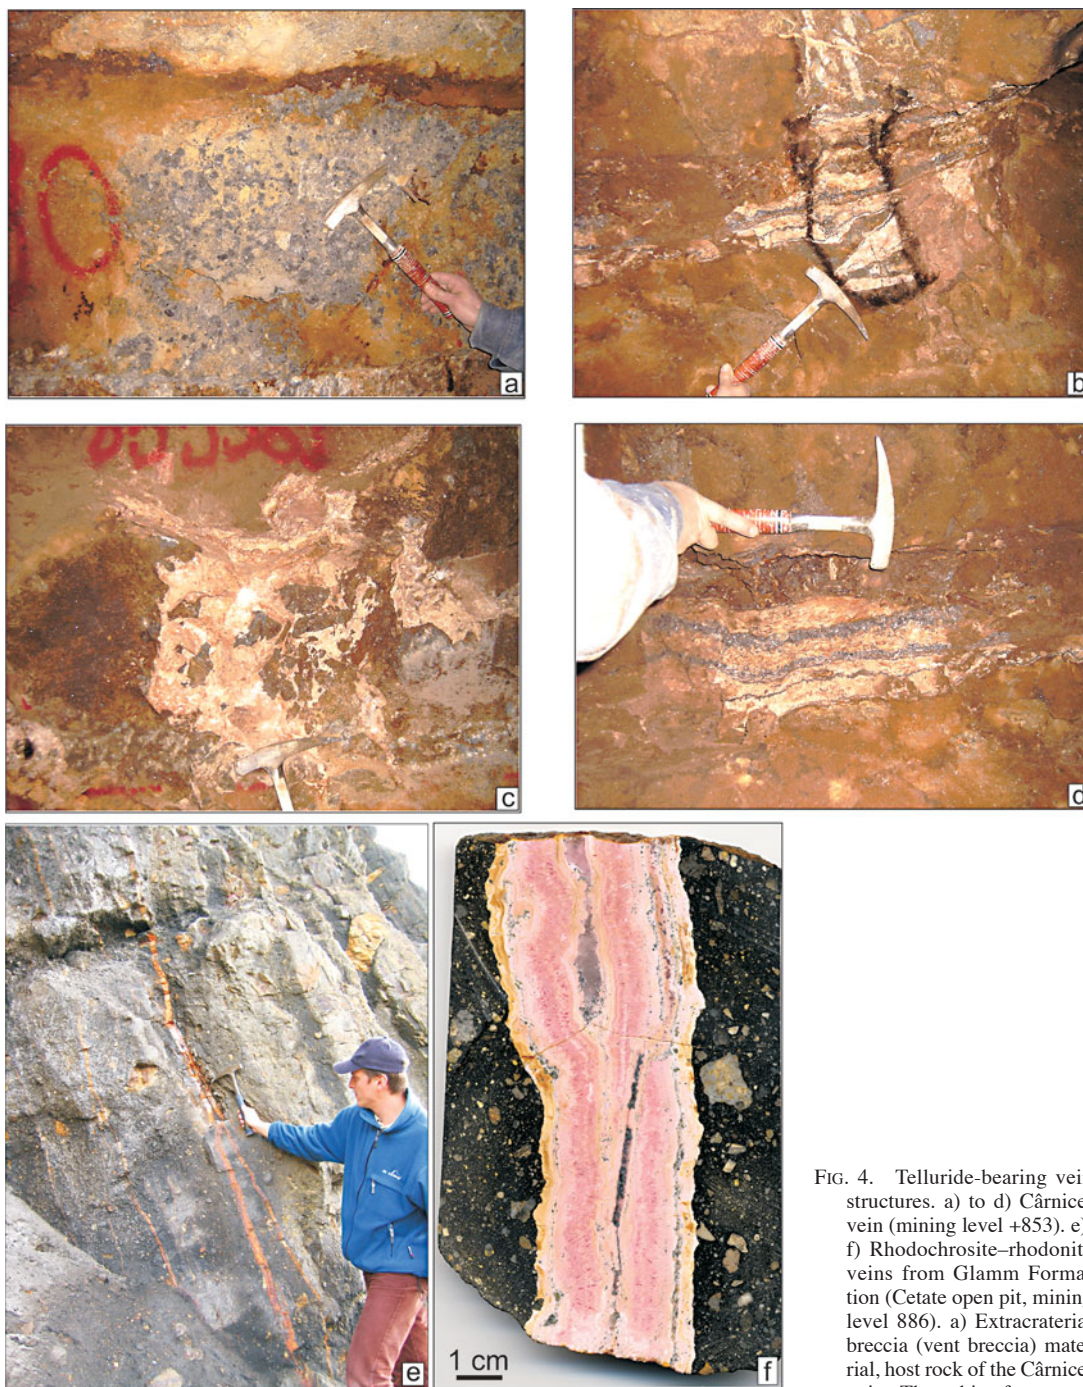 a
b
c
d
e
1 cm
f
FIG. 4. Telluride-bearing vei
structures. a) to d) Cârnice
vein (mining level +853). e)
f) Rhodochrosite–rhodonit
veins from Glamm Forma
tion (Cetate open pit, minin
level 886). a) Extracrateria
breccia (vent breccia) mate
rial, host rock of the Cârnice